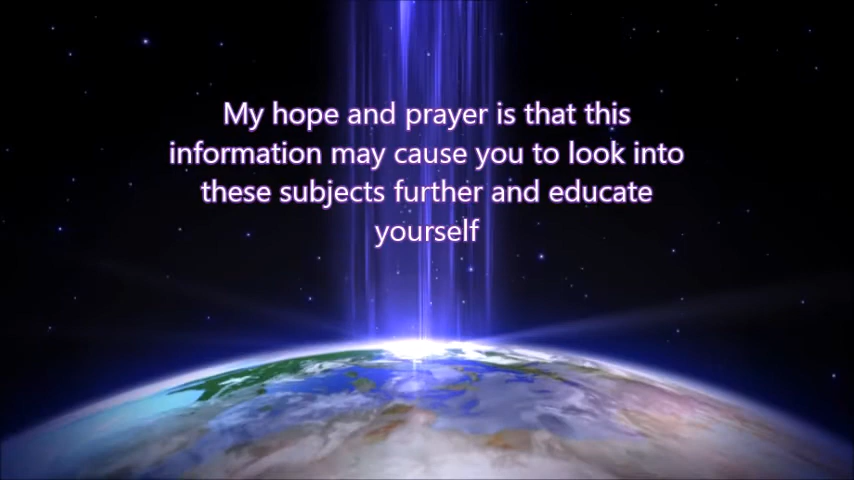 My hope and prayer is that this
information may cause you to look into
these subjects further and educate
yourself